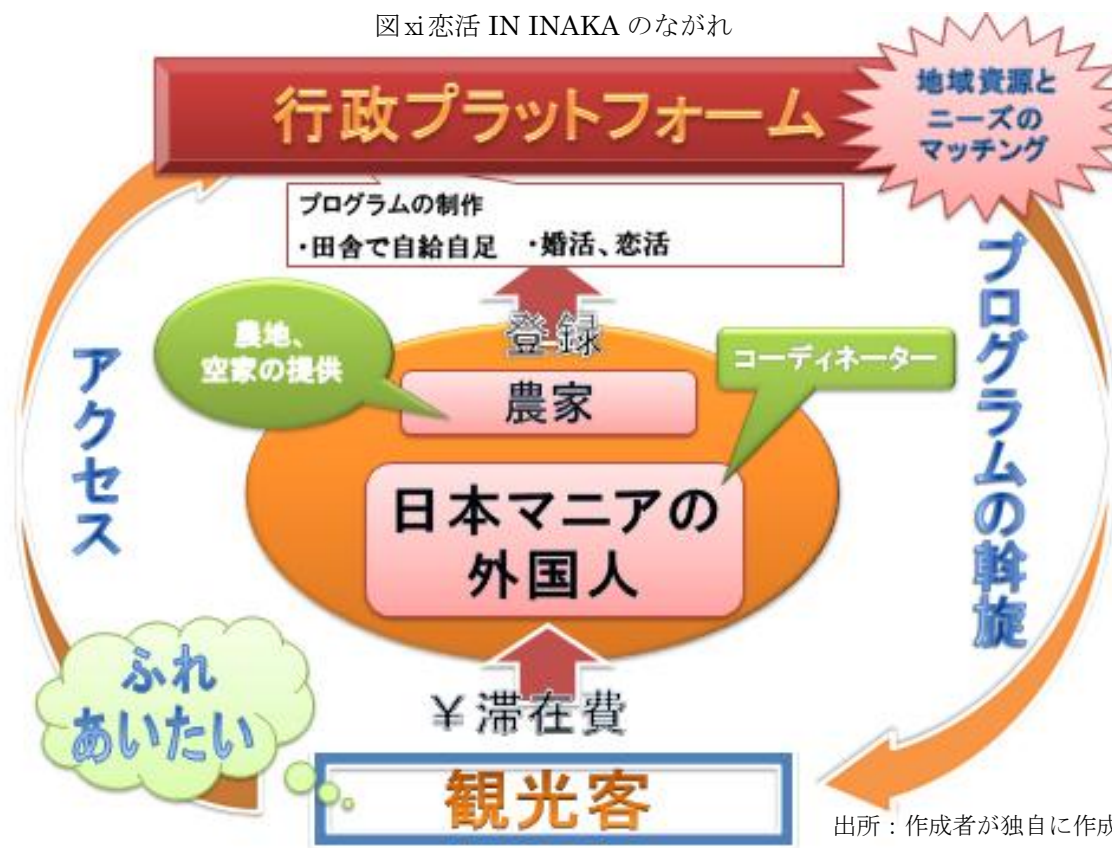 図ⅺ恋活 IN INAKA のながれ
行政プラットフォーム
地域資源と
ニーズの
マッチング
プログラムの制作
・田舎で自給自足 ・婚活、恋活
登録
農地、
空家の提供
コーディネーター
農家
日本マニアの
外国人
アクセス
プログラムの斡旋
ふれ
あいたい
¥滞在費
観光客
出所：作成者が独自に作成